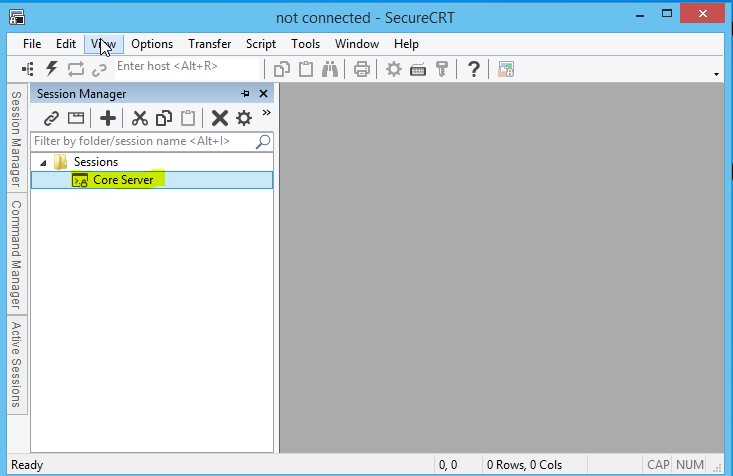 not connected - SecureCRT
File Edit View Options Transfer Script Tools Window Help
Enter host <Alt+R>
Session Manager
Filter by folder/session name <Alt+I>
Sessions
Core Server
Session Manager
Command Manager
Active Sessions
Ready 0, 0 0 Rows, 0 Cols CAP NUM